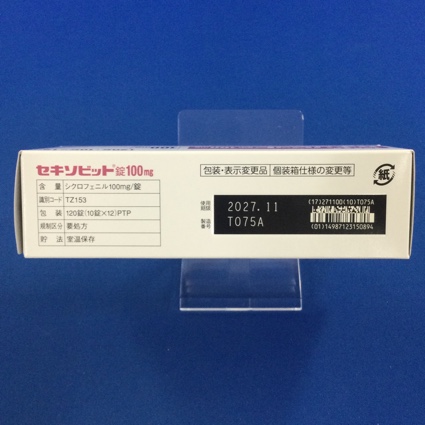 セキソビット®錠100mg
含　量　シクロフェニル100mg/錠
識別コード　TZ153
包　装　120錠(10錠×12)PTP
規制区分　要処方
貯　法　室温保存
包装・表示変更品　個装箱仕様の変更等
使用期限　2027.11
製造番号　T075A
(17)271100(10)T075A
(01)14987123150894
紙